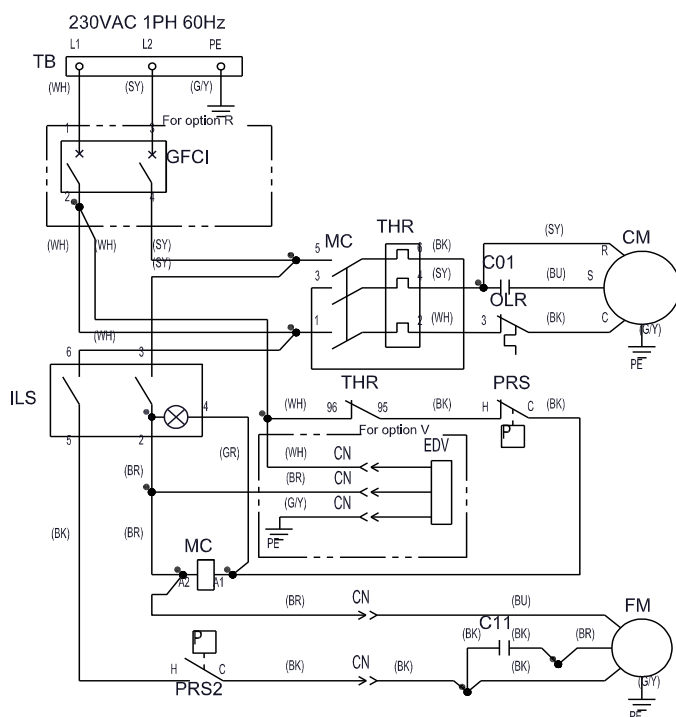 230VAC 1PH 60Hz
L1 L2 PE
TB
(WH) (SY) (G/Y)
For option R
1 3
GFCI
2 4
(WH) (WH) (SY)
(SY)
5 MC THR 6 (BK) (SY) R CM
3 4 (SY) C01 (BU) S
OLR
1 2 (WH) 3 (BK) C
(WH)
(G/Y)
PE
6 3
ILS
4
5 2
THR PRS
(WH) 96 95 (BK) H C (BK)
P
For option V
(GR)
(WH) CN EDV
(BR) (BR) CN
(G/Y) CN
PE
(BK) (BR)
MC
A2 A1
(BR) CN (BU) FM
C11
(BK) (BK) (BR)
P
H C (BK) CN (BK) (BK)
PRS2
(G/Y)
PE